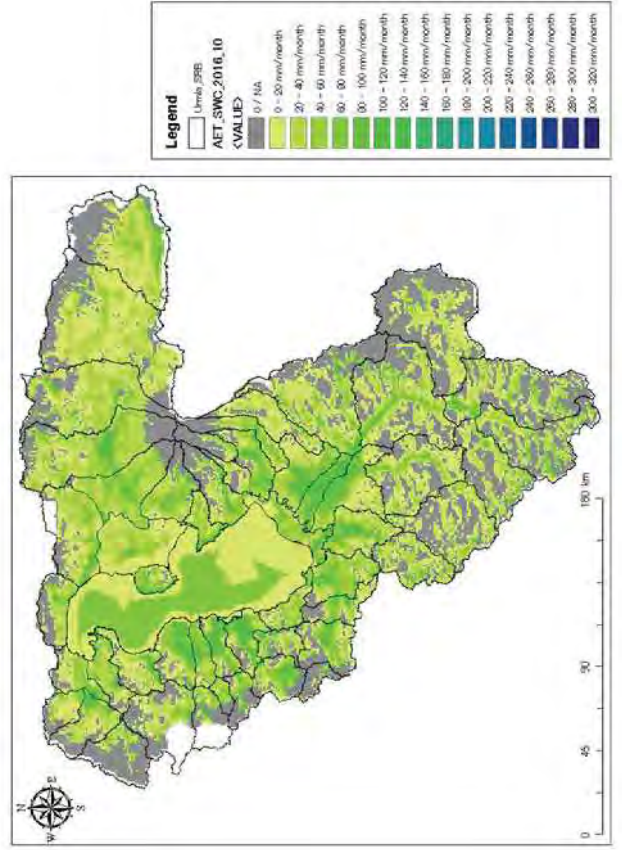 Legend
Urmia_SRB
AET_SWC_2016_10
<VALUE>
0 / NA
0 - 20 mm/month
20 - 40 mm/month
40 - 60 mm/month
60 - 80 mm/month
80 - 100 mm/month
100 - 120 mm/month
120 - 140 mm/month
140 - 160 mm/month
160 - 180 mm/month
180 - 200 mm/month
200 - 220 mm/month
220 - 240 mm/month
240 - 260 mm/month
260 - 280 mm/month
280 - 300 mm/month
300 - 320 mm/month
N
W E
S
0 45 90 180 km